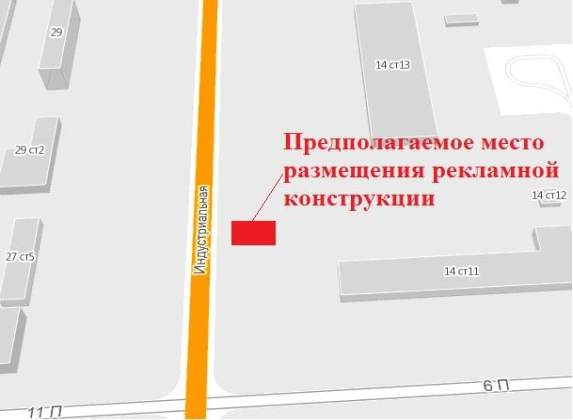 29
14 ст13
Предполагаемое место
размещения рекламной
конструкции
29 ст2
14 ст12
Индустриальная
27 ст5
14 ст11
6 П
11 П